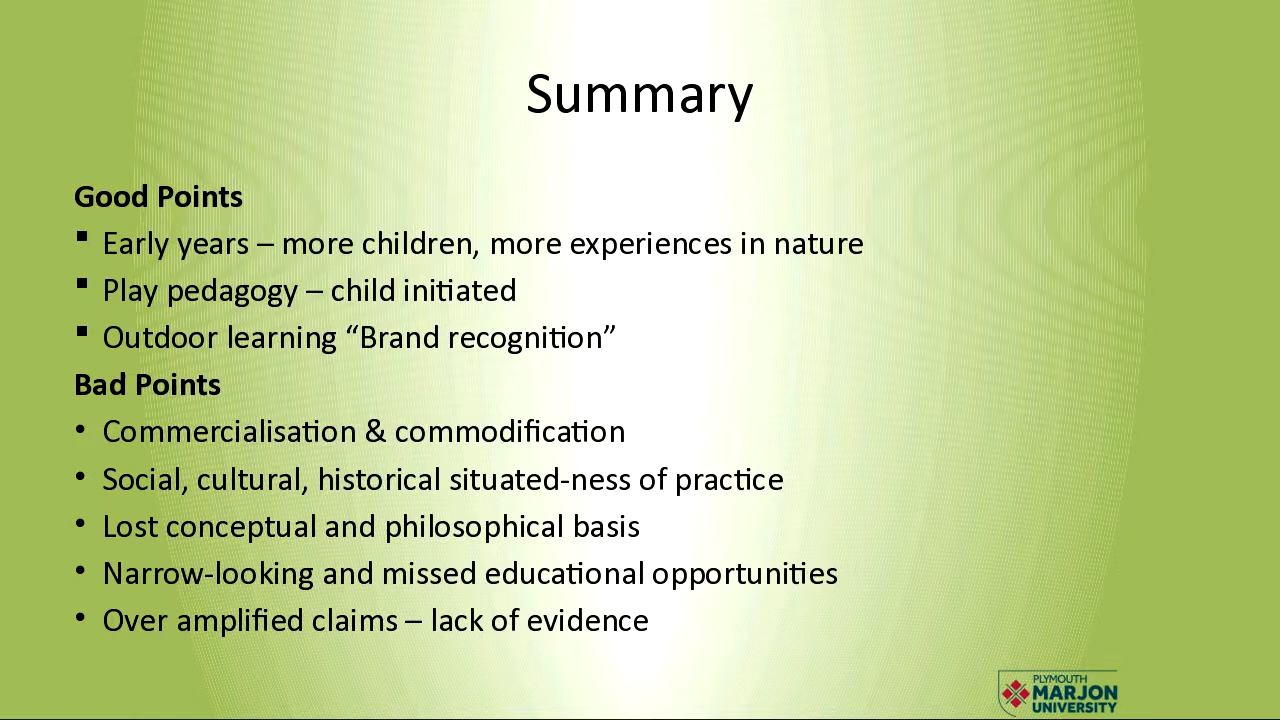 Summary
Good Points
▪ Early years – more children, more experiences in nature
▪ Play pedagogy – child initiated
▪ Outdoor learning “Brand recognition”
Bad Points
• Commercialisation & commodification
• Social, cultural, historical situated-ness of practice
• Lost conceptual and philosophical basis
• Narrow-looking and missed educational opportunities
• Over amplified claims – lack of evidence
PLYMOUTH
MARJON
UNIVERSITY